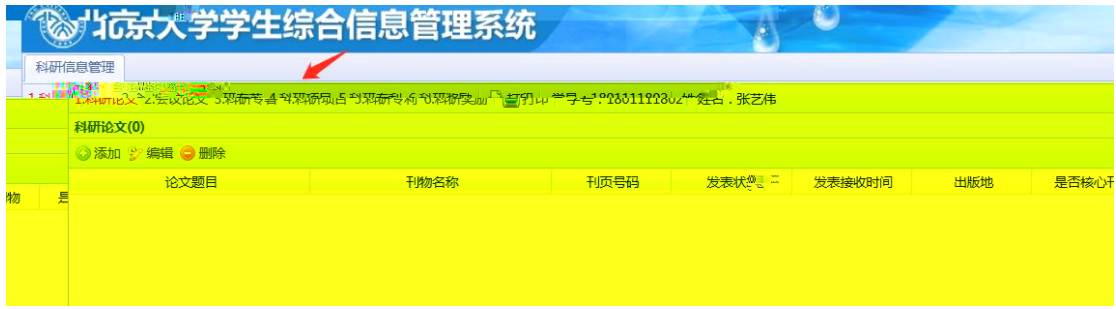 北京大学学生综合信息管理系统
科研信息管理
1.科研论文 2.会议论文 3.科研专著 4.科研项目 5.科研专利 6.科研奖励 打印 学号: 姓名：张艺伟
科研论文(0)
添加 编辑 删除
论文题目 刊物名称 刊页号码 发表状 发表接收时间 出版地 是否核心刊
物 是